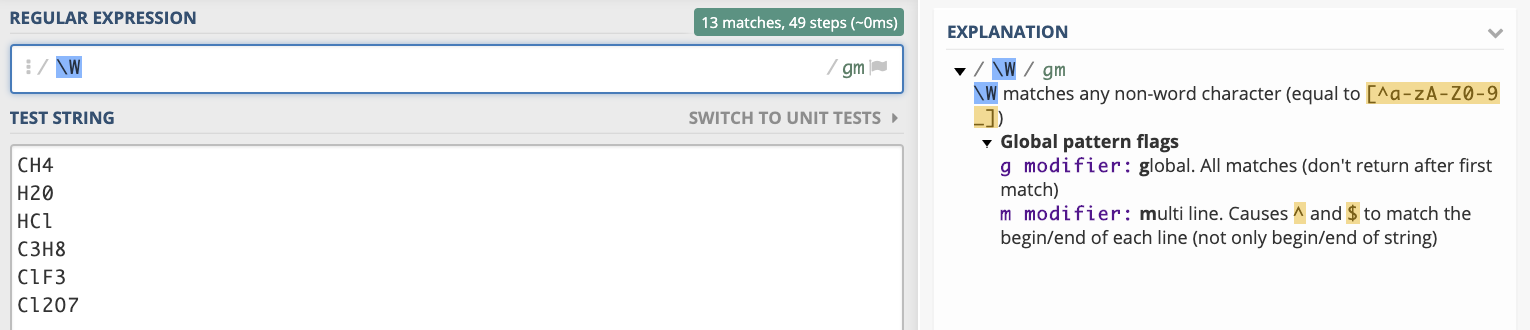 REGULAR EXPRESSION
13 matches, 49 steps (~0ms)
/ \W / gm
TEST STRING
SWITCH TO UNIT TESTS
CH4
H20
HCl
C3H8
ClF3
Cl2O7
EXPLANATION
/ \W / gm
\W matches any non-word character (equal to [^a-zA-Z0-9
_])
Global pattern flags
g modifier: global. All matches (don't return after first
match)
m modifier: multi line. Causes ^ and $ to match the
begin/end of each line (not only begin/end of string)